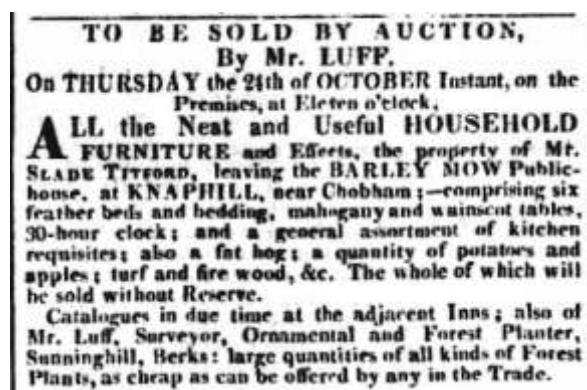 TO BE SOLD BY AUCTION,
By Mr. LUFF.
On THURSDAY the 24th of OCTOBER Instant, on the
Premises, at Eleven o'clock,
ALL the Neat and Useful HOUSEHOLD
FURNITURE and Effects, the property of Mr.
SLADE TITFORD, leaving the BARLEY MOW Public-
house, at KNAPHILL, near Chobham;—comprising six
feather beds and bedding, mahogany and wainscot tables,
30-hour clock; and a general assortment of kitchen
requisites; also a fat hog; a quantity of potatoes and
apples; turf and fire wood, &c. The whole of which will
be sold without Reserve.
Catalogues in due time at the adjacent Inns; also of
Mr. Luff, Surveyor, Ornamental and Forest Planter,
Sunninghill, Berks: large quantities of all kinds of Forest
Plants, as cheap as can be offered by any in the Trade.